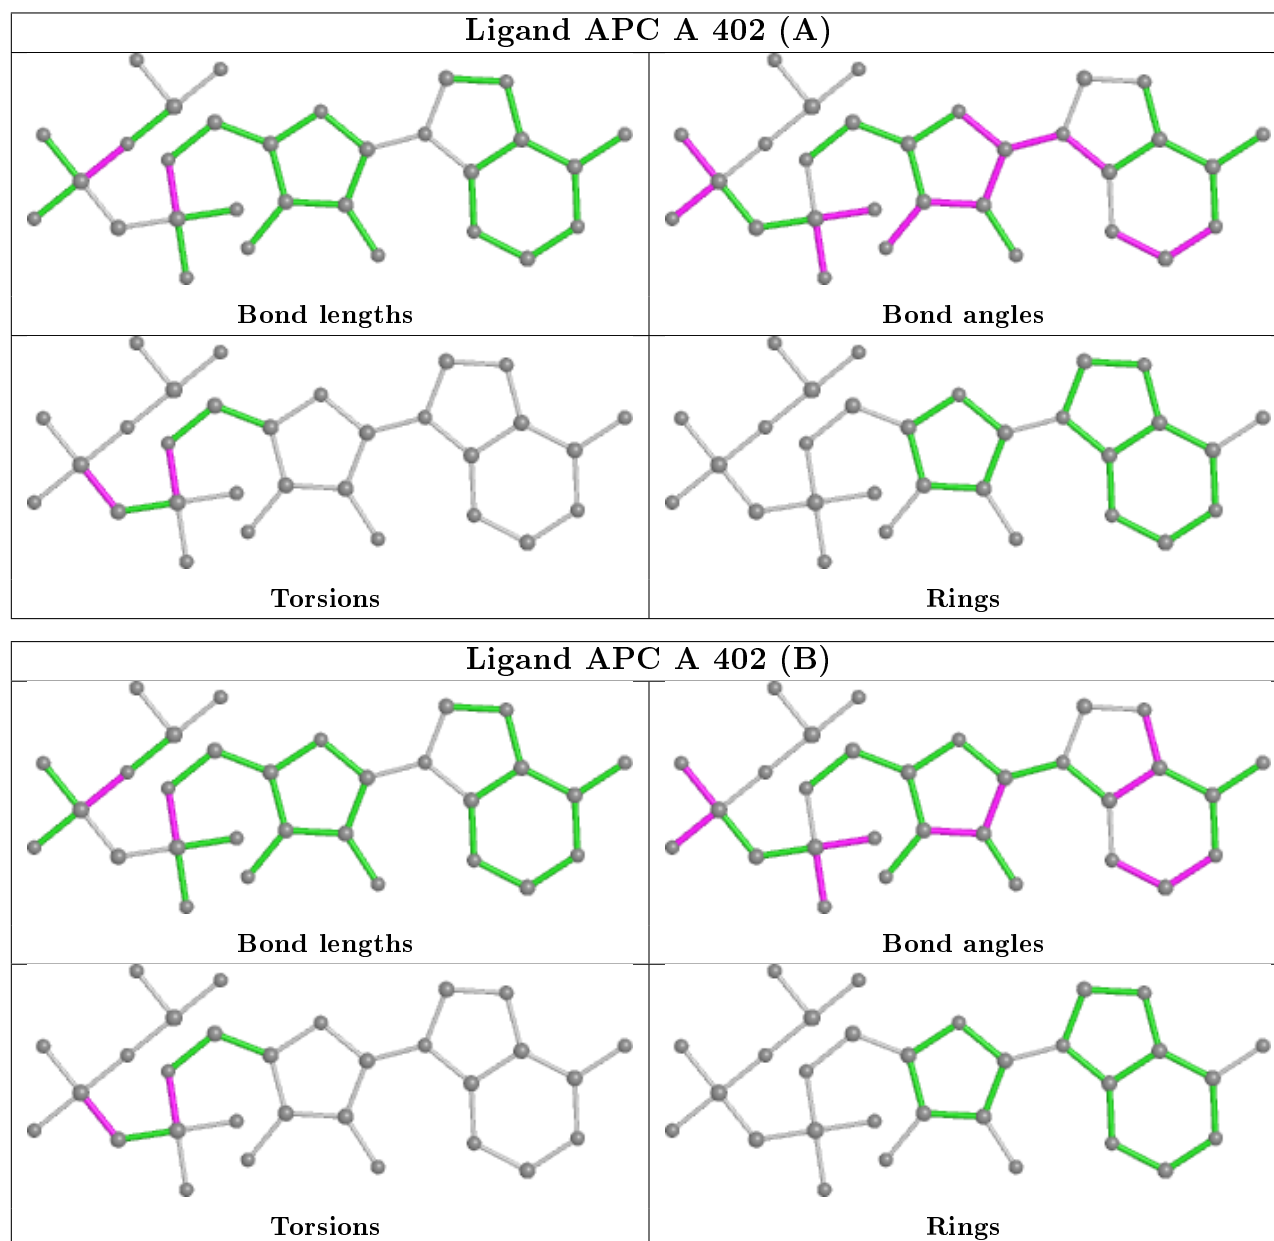 Ligand APC A 402 (A)
Bond lengths
Bond angles
Torsions
Rings
Ligand APC A 402 (B)
Bond lengths
Bond angles
Torsions
Rings